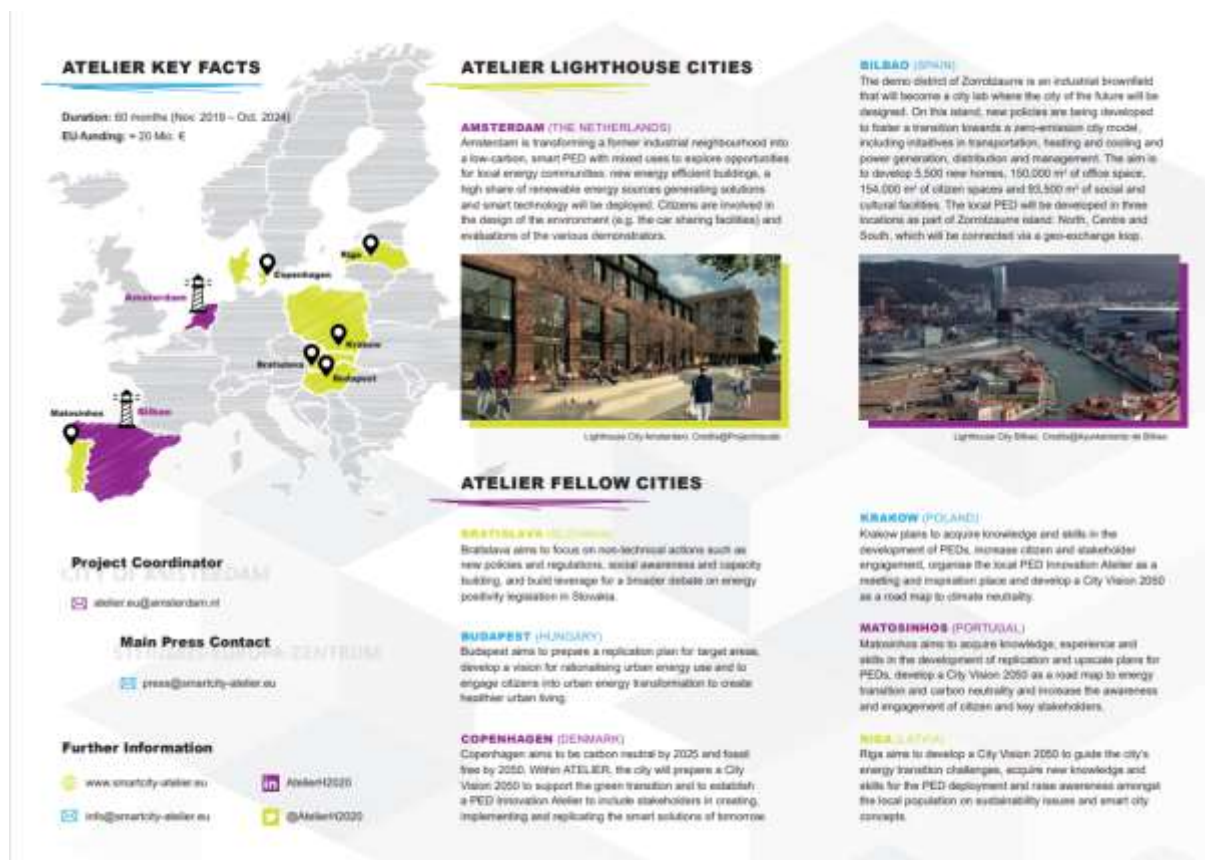 ATELIER KEY FACTS
Duration: 60 months (Nov. 2019 – Oct. 2024)
EU-funding: ≈ 20 Mio. €
Riga
Copenhagen
Amsterdam
Krakow
Bratislava
Budapest
Matosinhos
Bilbao
Project Coordinator
CITY OF AMSTERDAM
atelier.eu@amsterdam.nl
Main Press Contact
STEINBEIS-EUROPA-ZENTRUM
press@smartcity-atelier.eu
Further Information
www.smartcity-atelier.eu
AtelierH2020
info@smartcity-atelier.eu
@AtelierH2020
ATELIER LIGHTHOUSE CITIES
AMSTERDAM (THE NETHERLANDS)
Amsterdam is transforming a former industrial neighbourhood into
a low-carbon, smart PED with mixed uses to explore opportunities
for local energy communities: new energy efficient buildings, a
high share of renewable energy sources generating solutions
and smart technology will be deployed. Citizens are involved in
the design of the environment (e.g. the car sharing facilities) and
evaluations of the various demonstrators.
Lighthouse City Amsterdam, Credits@
BILBAO (SPAIN)
The demo district of Zorrotzaurre is an industrial brownfield
that will become a city lab where the city of the future will be
designed. On this island, new policies are being developed
to foster a transition towards a zero-emission city model,
including initiatives in transportation, heating and cooling and
power generation, distribution and management. The aim is
to develop 5,500 new homes, 150,000 m² of office space,
154,000 m² of citizen spaces and 93,500 m² of social and
cultural facilities. The local PED will be developed in three
locations as part of Zorrotzaurre island: North, Centre and
South, which will be connected via a geo-exchange loop.
Lighthouse City Bilbao, Credits@Ayuntamiento de Bilbao
ATELIER FELLOW CITIES
BRATISLAVA (SLOVAKIA)
Bratislava aims to focus on non-technical actions such as
new policies and regulations, social awareness and capacity
building, and build leverage for a broader debate on energy
positivity legislation in Slovakia.
BUDAPEST (HUNGARY)
Budapest aims to prepare a replication plan for target areas,
develop a vision for rationalising urban energy use and to
engage citizens into urban energy transformation to create
healthier urban living.
COPENHAGEN (DENMARK)
Copenhagen aims to be carbon neutral by 2025 and fossil
free by 2050. Within ATELIER, the city will prepare a City
Vision 2050 to support the green transition and to establish
a PED Innovation Atelier to include stakeholders in creating,
implementing and replicating the smart solutions of tomorrow.
KRAKOW (POLAND)
Krakow plans to acquire knowledge and skills in the
development of PEDs, increase citizen and stakeholder
engagement, organise the local PED Innovation Atelier as a
meeting and inspiration place and develop a City Vision 2050
as a road map to climate neutrality.
MATOSINHOS (PORTUGAL)
Matosinhos aims to acquire knowledge, experience and
skills in the development of replication and upscale plans for
PEDs, develop a City Vision 2050 as a road map to energy
transition and carbon neutrality and increase the awareness
and engagement of citizen and key stakeholders.
RIGA (LATVIA)
Riga aims to develop a City Vision 2050 to guide the city's
energy transition challenges, acquire new knowledge and
skills for the PED deployment and raise awareness amongst
the local population on sustainability issues and smart city
concepts.